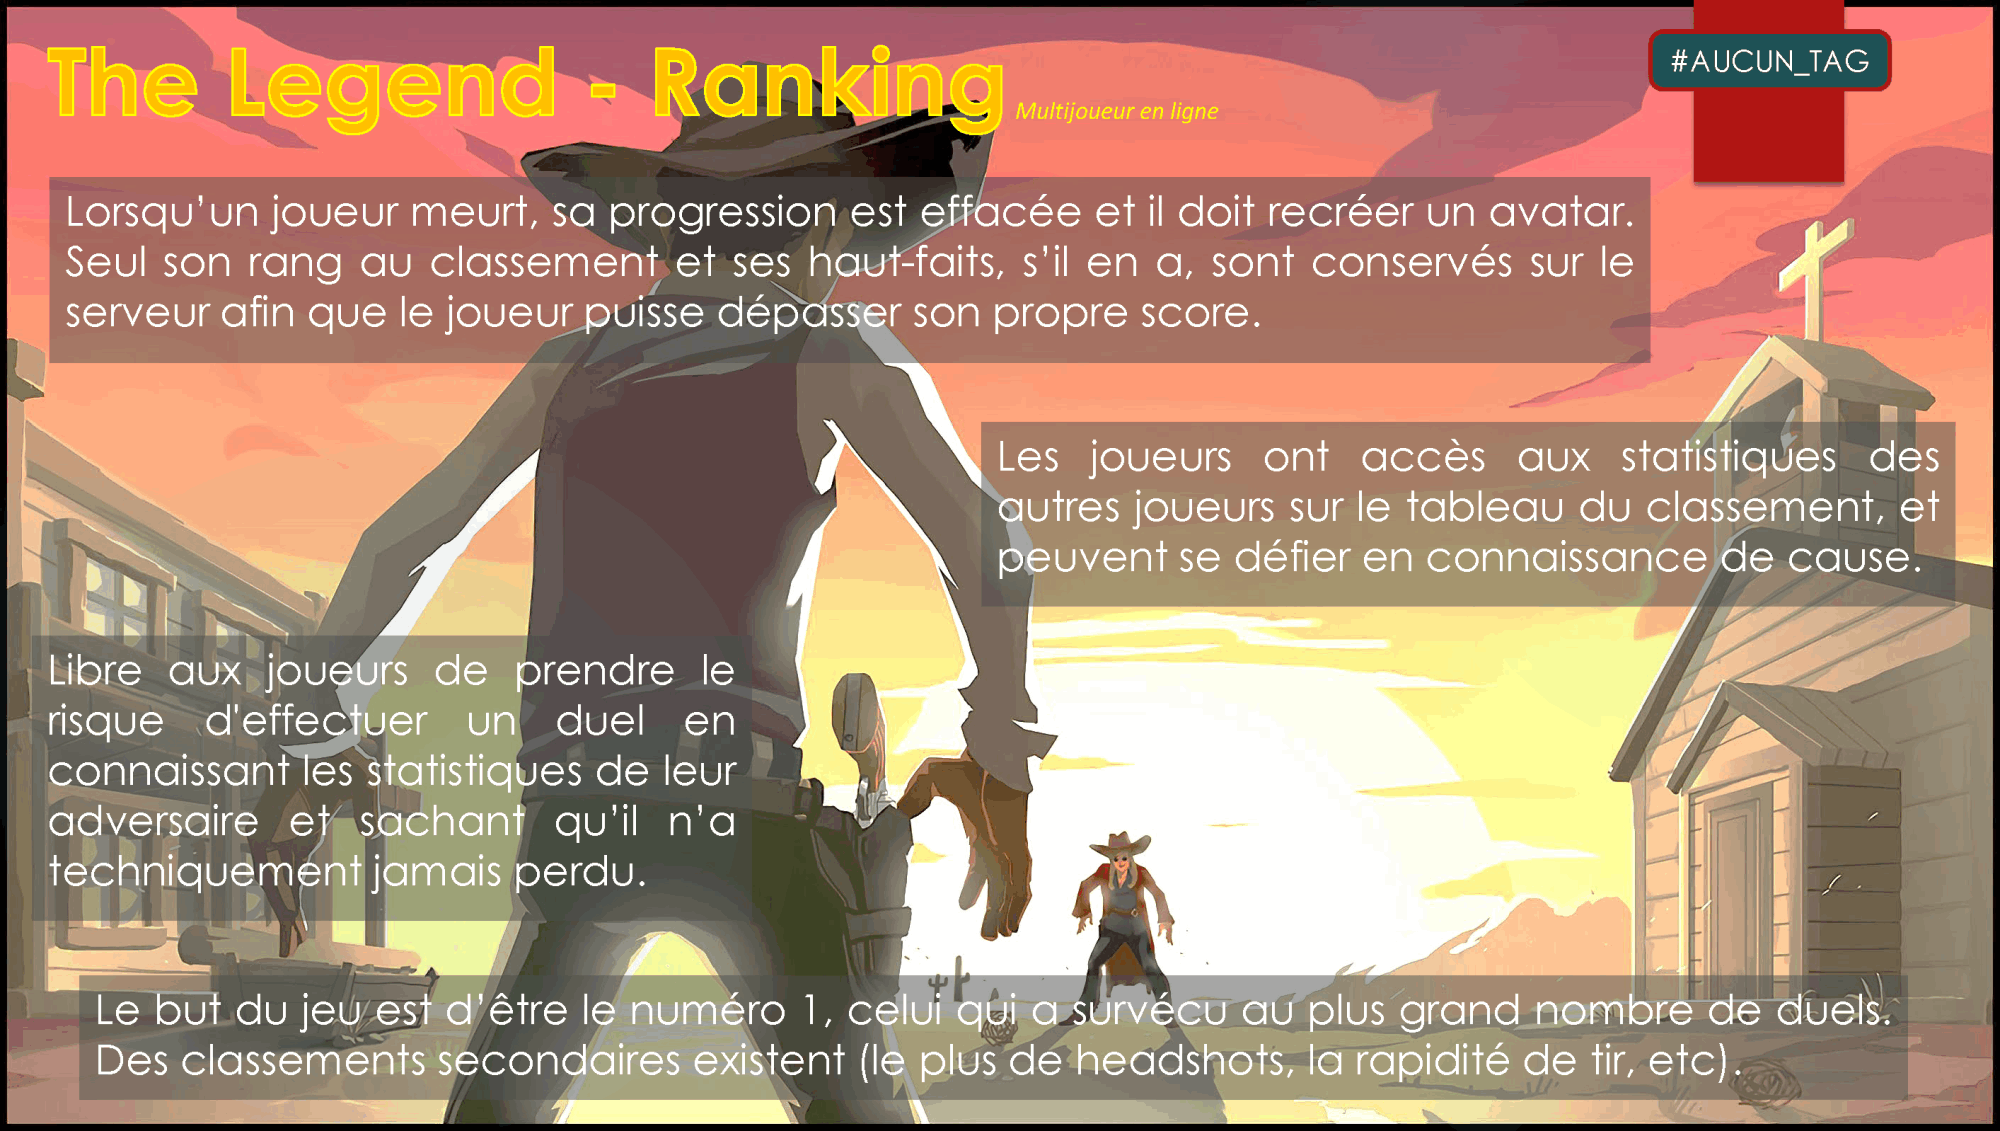 The Legend - Ranking
Multijoueur en ligne
#AUCUN_TAG
Lorsqu’un joueur meurt, sa progression est effacée et il doit recréer un avatar.
Seul son rang au classement et ses haut-faits, s’il en a, sont conservés sur le
serveur afin que le joueur puisse dépasser son propre score.
Les joueurs ont accès aux statistiques des
autres joueurs sur le tableau du classement, et
peuvent se défier en connaissance de cause.
Libre aux joueurs de prendre le
risque d'effectuer un duel en
connaissant les statistiques de leur
adversaire et sachant qu’il n’a
techniquement jamais perdu.
Le but du jeu est d’être le numéro 1, celui qui a survécu au plus grand nombre de duels.
Des classements secondaires existent (le plus de headshots, la rapidité de tir, etc).